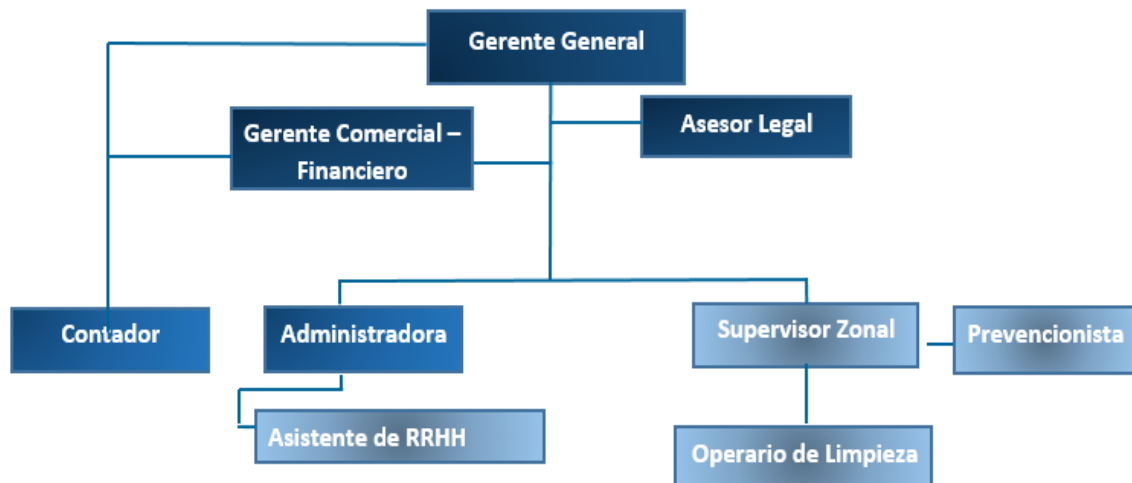 Gerente General
Asesor Legal
Gerente Comercial –
Financiero
Contador
Administradora
Supervisor Zonal
Prevencionista
Asistente de RRHH
Operario de Limpieza